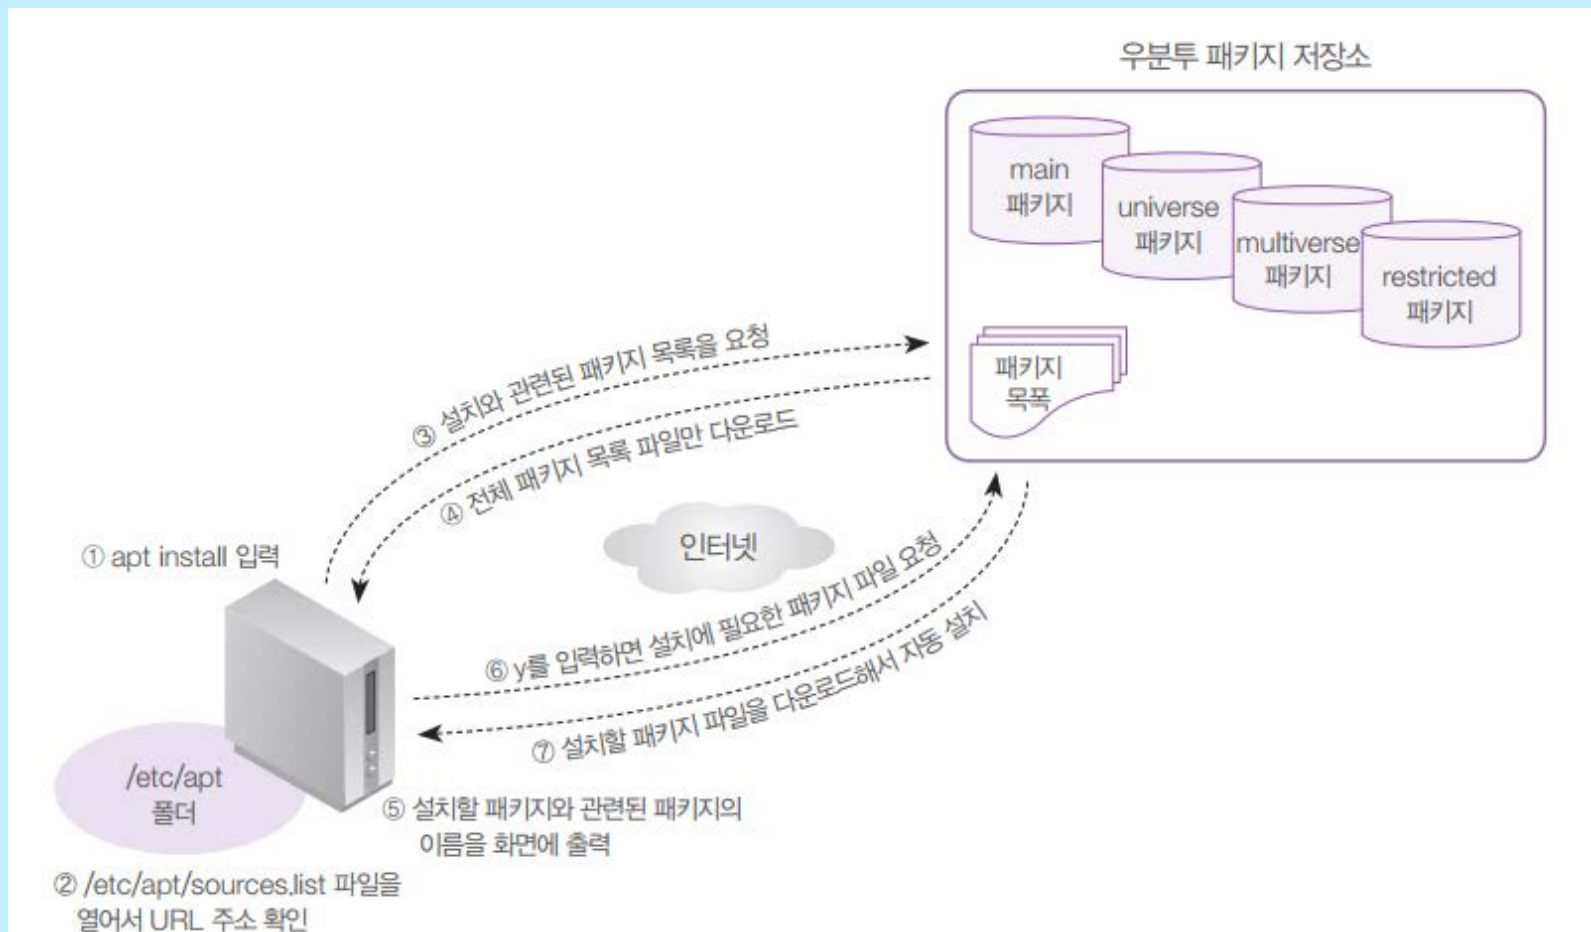 우분투 패키지 저장소
main
패키지
universe
패키지
multiverse
패키지
restricted
패키지
패키지
목폭
③ 설치와 관련된 패키지 목록을 요청
④ 전체 패키지 목록 파일만 다운로드
인터넷
① apt install 입력
⑥ y를 입력하면 설치에 필요한 패키지 파일 요청
⑦ 설치할 패키지 파일을 다운로드해서 자동 설치
/etc/apt
폴더
⑤ 설치할 패키지와 관련된 패키지의
이름을 화면에 출력
② /etc/apt/sources.list 파일을
열어서 URL 주소 확인